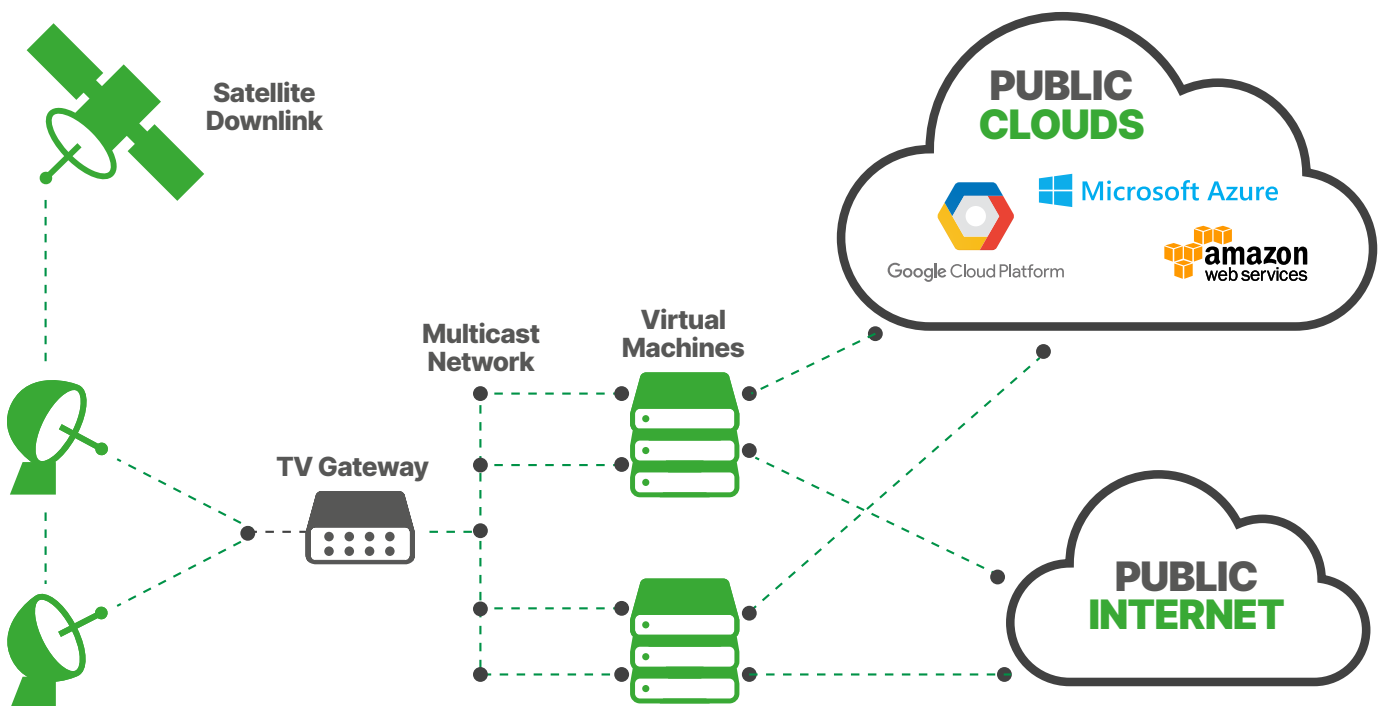 Satellite
Downlink
PUBLIC
CLOUDS
Microsoft Azure
Google Cloud Platform
amazon
web services
Multicast
Network
Virtual
Machines
TV Gateway
PUBLIC
INTERNET